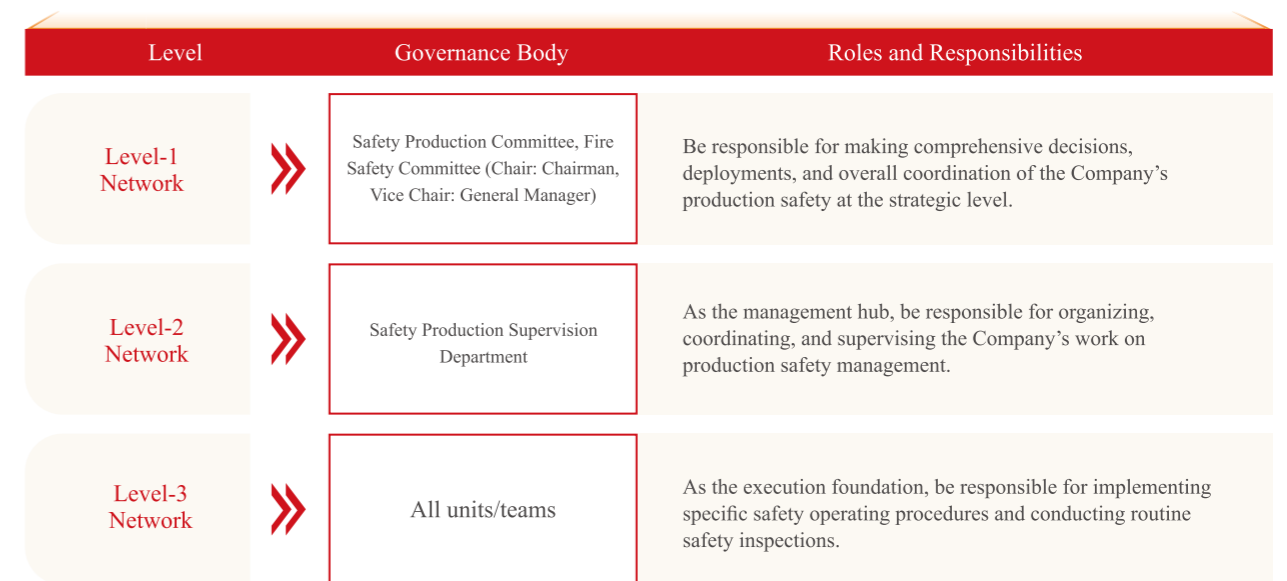 Level
Governance Body
Roles and Responsibilities
Level-1
Network
Safety Production Committee, Fire
Safety Committee (Chair: Chairman,
Vice Chair: General Manager)
Be responsible for making comprehensive decisions,
deployments, and overall coordination of the Company’s
production safety at the strategic level.
Level-2
Network
Safety Production Supervision
Department
As the management hub, be responsible for organizing,
coordinating, and supervising the Company’s work on
production safety management.
Level-3
Network
All units/teams
As the execution foundation, be responsible for implementing
specific safety operating procedures and conducting routine
safety inspections.